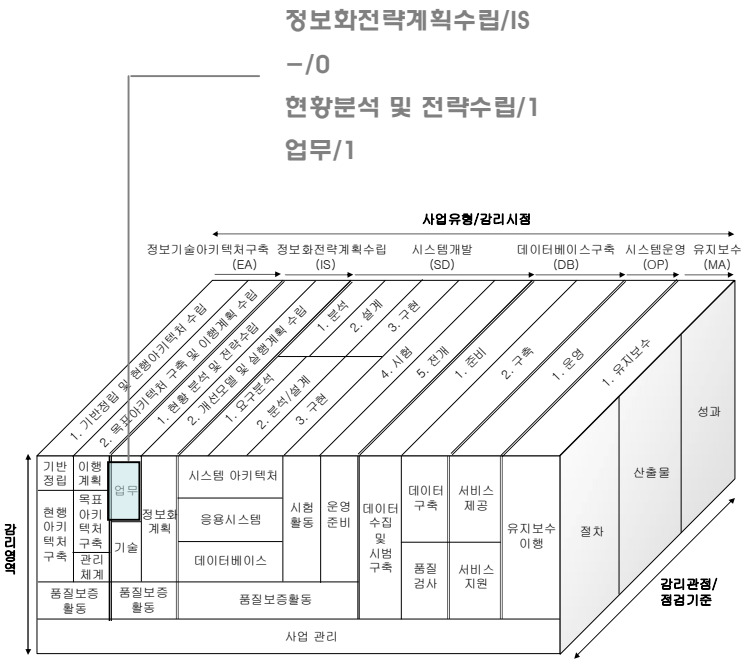 정보화전략계획수립/IS
–/0
현황분석 및 전략수립/1
업무/1
사업유형/감리시점
정보기술아키텍처구축
(EA)
정보화전략계획수립
(IS)
시스템개발
(SD)
데이터베이스구축
(DB)
시스템운영
(OP)
유지보수
(MA)
1. 기반정립 및 현행아키텍처 수립
2. 목표아키텍처 구축 및 이행계획 수립
1. 현황 분석 및 전략수립
2. 개선모델 및 실행계획 수립
1. 분석
2. 설계
3. 구현
1. 요구분석
2. 분석/설계
3. 구현
4. 시험
5. 전개
1. 준비
2. 구축
1. 운영
1. 유지보수
감리영역
기반
정립
이행
계획
업무
현행
아키
텍처
구축
목표
아키
텍처
구축
관리
체계
기술
정보화
계획
시스템 아키텍처
응용시스템
데이터베이스
시험
활동
운영
준비
데이터
수집
및
시범
구축
데이터
구축
품질
검사
서비스
제공
서비스
지원
유지보수
이행
품질보증
활동
품질보증
활동
품질보증활동
사업 관리
절차
산출물
성과
감리관점/
점검기준